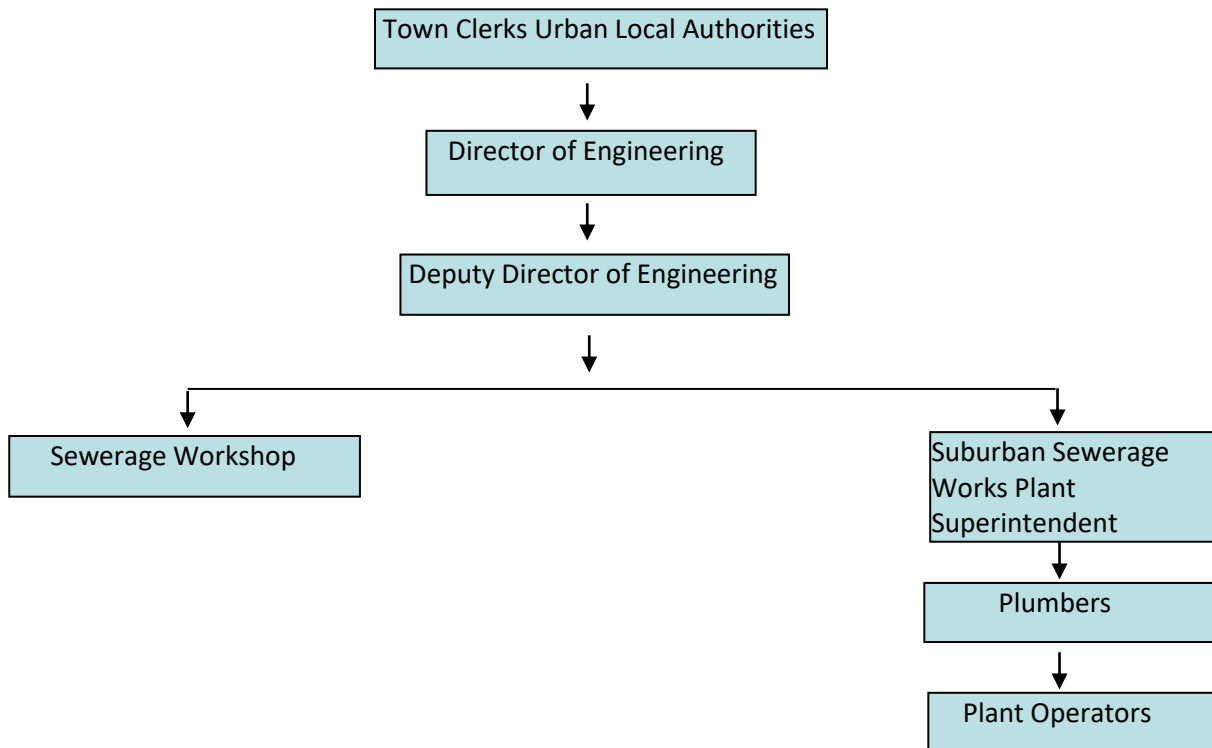 Town Clerks Urban Local Authorities
Director of Engineering
Deputy Director of Engineering
Sewerage Workshop
Suburban Sewerage
Works Plant
Superintendent
Plumbers
Plant Operators